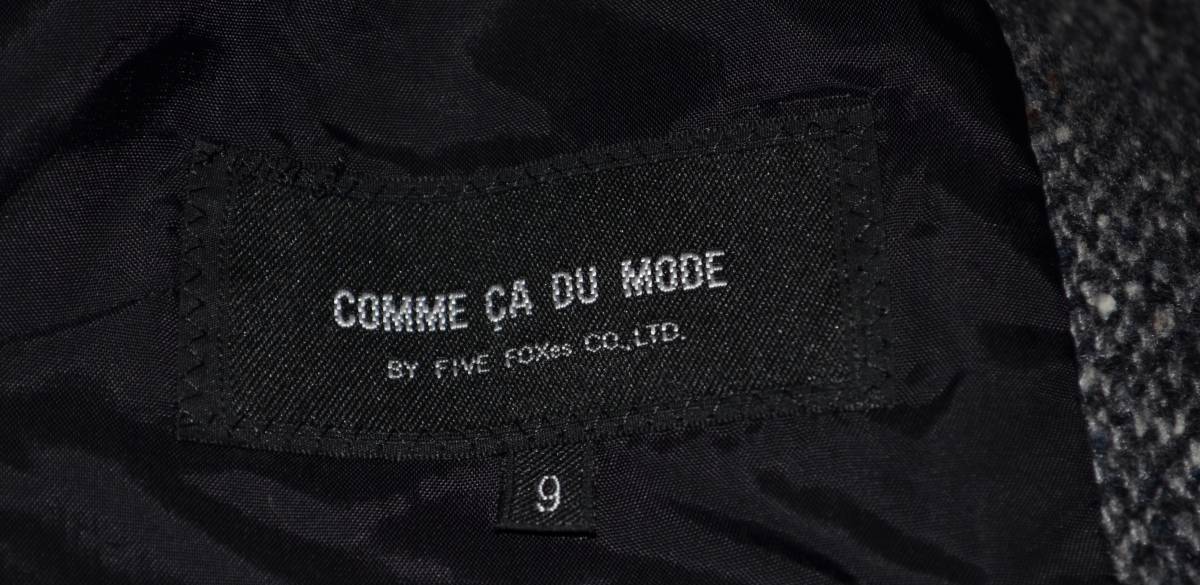 COMME ÇA DU MODE
BY FIVE FOXes CO.,LTD.
9